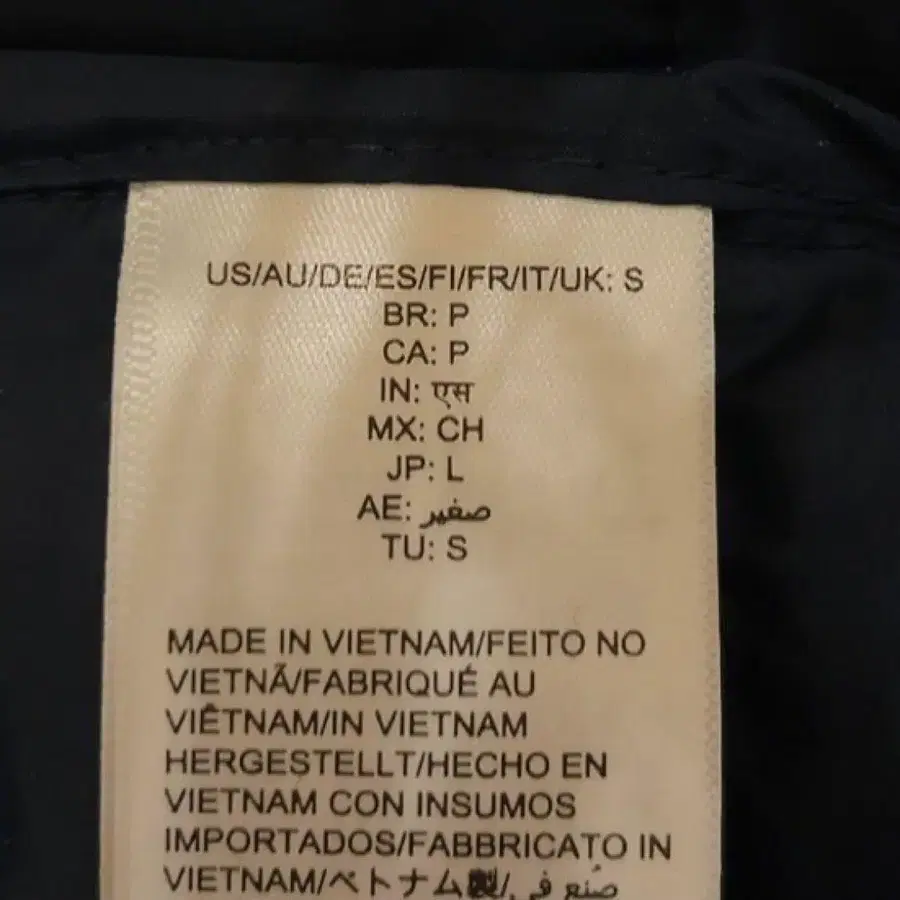 US/AU/DE/ES/FI/FR/IT/UK: S
BR: P
CA: P
IN: एस
MX: CH
JP: L
AE: صغير
TU: S
MADE IN VIETNAM/FEITO NO
VIETNÃ/FABRIQUÉ AU
VIÊTNAM/IN VIETNAM
HERGESTELLT/HECHO EN
VIETNAM CON INSUMOS
IMPORTADOS/FABBRICATO IN
VIETNAM/ベトナム製/صُنع في